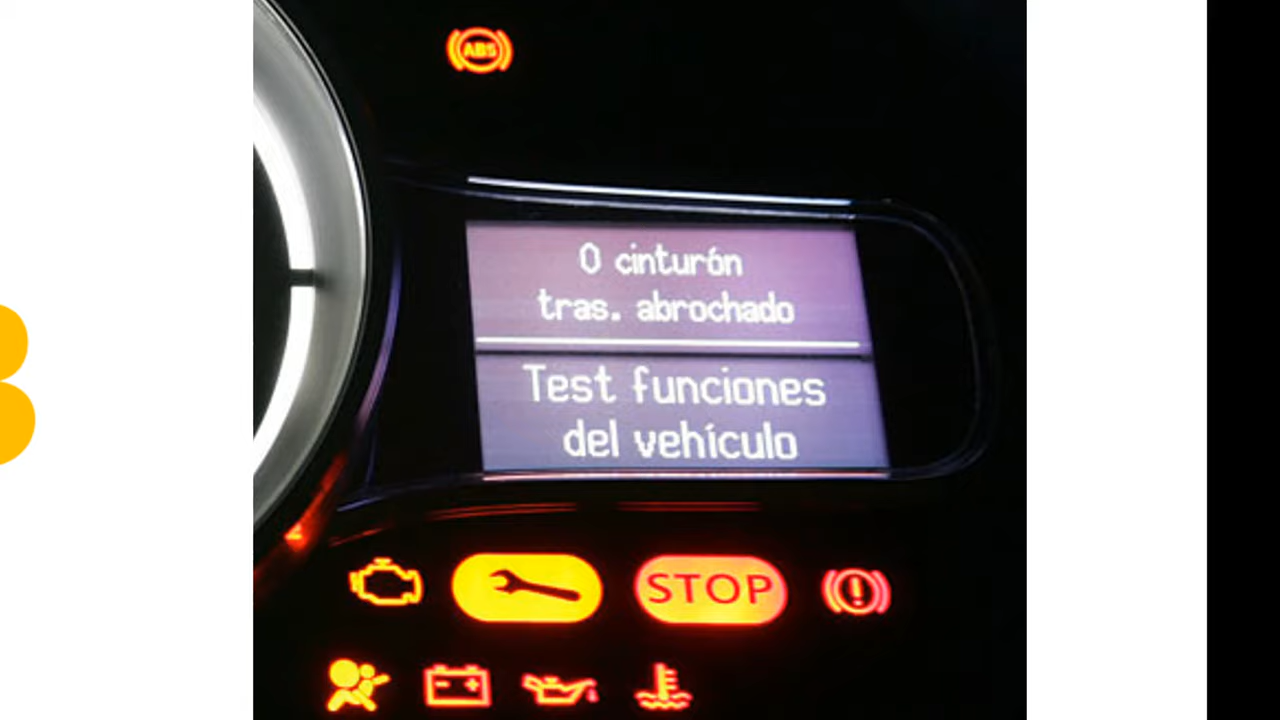 ABS
0 cinturón
tras. abrochado
Test funciones
del vehículo
STOP